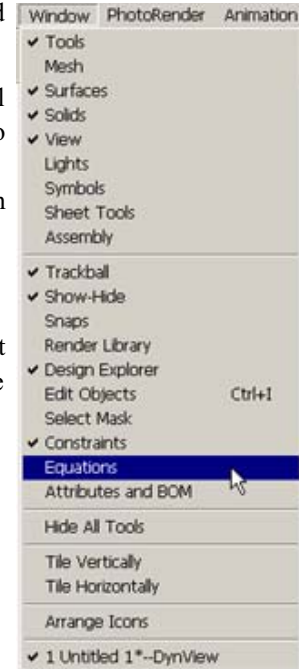 Window PhotoRender Animation
✔ Tools
Mesh
✔ Surfaces
✔ Solids
✔ View
Lights
Symbols
Sheet Tools
Assembly
✔ Trackball
✔ Show-Hide
Snaps
Render Library
✔ Design Explorer
Edit Objects Ctrl+I
Select Mask
✔ Constraints
Equations
Attributes and BOM
Hide All Tools
Tile Vertically
Tile Horizontally
Arrange Icons
✔ 1 Untitled 1*--DynView